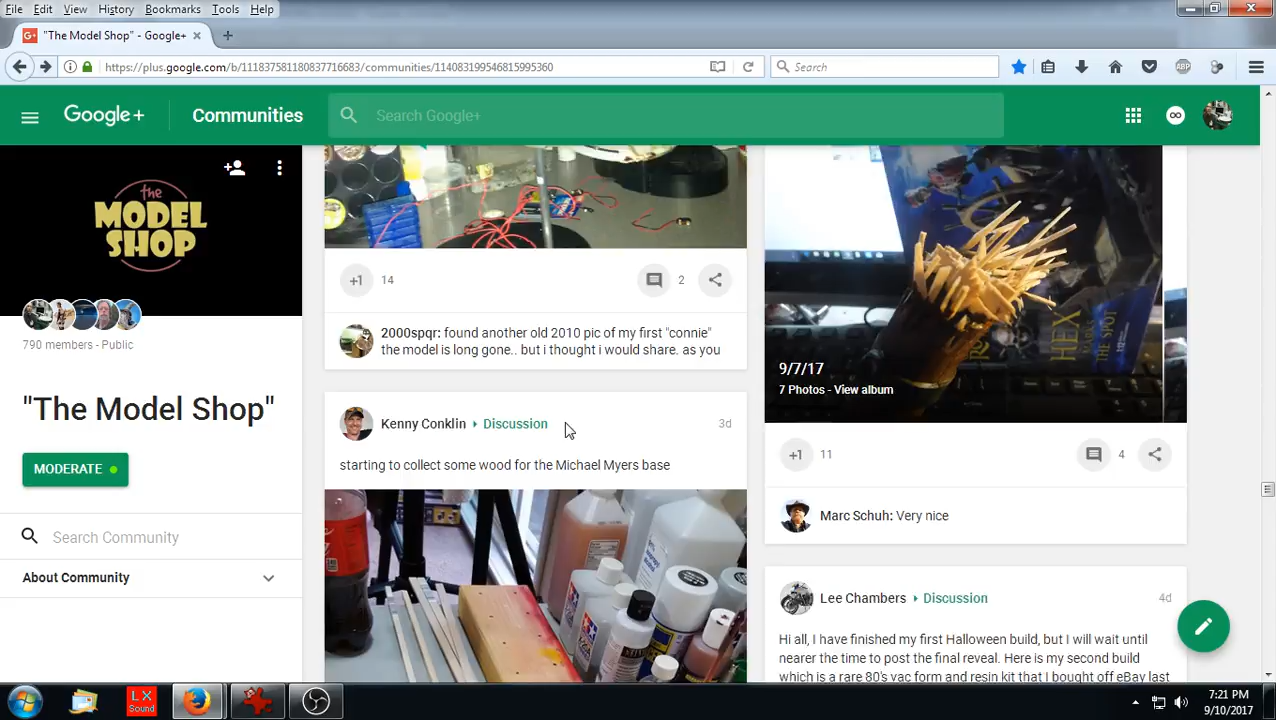 File Edit View History Bookmarks Tools Help
"The Model Shop" - Google+
https://plus.google.com/b/111837581180837716683/communities/114083199546815995360
Search
ABP
Google+
Communities
Search Google+
the
MODEL
SHOP
790 members - Public
"The Model Shop"
MODERATE
Search Community
About Community
+1 14 2
2000spqr: found another old 2010 pic of my first "connie"
the model is long gone.. but i thought i would share. as you
Kenny Conklin Discussion 3d
starting to collect some wood for the Michael Myers base
HEX
9/7/17
7 Photos - View album
+1 11 4
Marc Schuh: Very nice
Lee Chambers Discussion 4d
Hi all, I have finished my first Halloween build, but I will wait until
nearer the time to post the final reveal. Here is my second build
which is a rare 80's vac form and resin kit that I bought off eBay last
LX
Sound
7:21 PM
9/10/2017